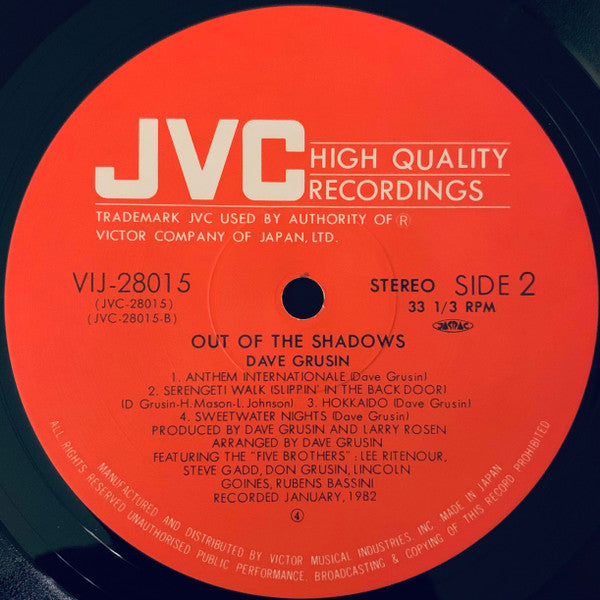 JVC
HIGH QUALITY
RECORDINGS
TRADEMARK JVC USED BY AUTHORITY OF Ⓡ
VICTOR COMPANY OF JAPAN, LTD.
VIJ-28015
(JVC-28015)
(JVC-28015-B)
STEREO SIDE 2
33 1/3 RPM
JASRAC
OUT OF THE SHADOWS
DAVE GRUSIN
1. ANTHEM INTERNATIONALE (Dave Grusin)
2. SERENGETI WALK (SLIPPIN' IN THE BACK DOOR)
(D Grusin-H. Mason-L. Johnson) 3. HOKKAIDO (Dave Grusin)
4. SWEETWATER NIGHTS (Dave Grusin)
PRODUCED BY DAVE GRUSIN AND LARRY ROSEN
ARRANGED BY DAVE GRUSIN
FEATURING THE "FIVE BROTHERS" : LEE RITENOUR,
STEVE GADD, DON GRUSIN, LINCOLN
GOINES, RUBENS BASSINI
RECORDED JANUARY, 1982
④
MANUFACTURED AND DISTRIBUTED BY VICTOR MUSICAL INDUSTRIES, INC. MADE IN JAPAN
ALL RIGHTS RESERVED UNAUTHORISED PUBLIC PERFORMANCE, BROADCASTING & COPYING OF THIS RECORD PROHIBITED